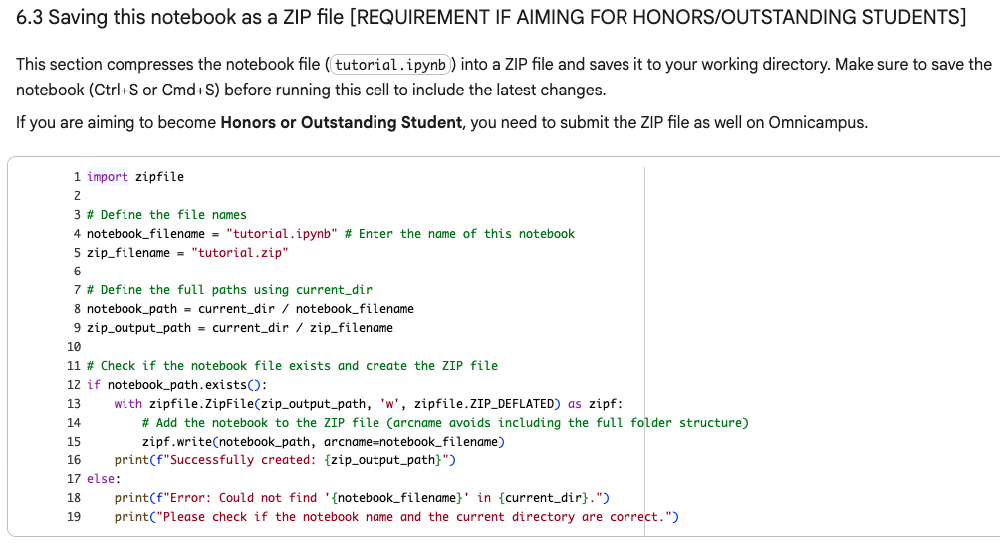 6.3 Saving this notebook as a ZIP file [REQUIREMENT IF AIMING FOR HONORS/OUTSTANDING STUDENTS]
This section compresses the notebook file (tutorial.ipynb) into a ZIP file and saves it to your working directory. Make sure to save the
notebook (Ctrl+S or Cmd+S) before running this cell to include the latest changes.
If you are aiming to become Honors or Outstanding Student, you need to submit the ZIP file as well on Omnicampus.
1 import zipfile
2
3 # Define the file names
4 notebook_filename = "tutorial.ipynb" # Enter the name of this notebook
5 zip_filename = "tutorial.zip"
6
7 # Define the full paths using current_dir
8 notebook_path = current_dir / notebook_filename
9 zip_output_path = current_dir / zip_filename
10
11 # Check if the notebook file exists and create the ZIP file
12 if notebook_path.exists():
13     with zipfile.ZipFile(zip_output_path, 'w', zipfile.ZIP_DEFLATED) as zipf:
14         # Add the notebook to the ZIP file (arcname avoids including the full folder structure)
15         zipf.write(notebook_path, arcname=notebook_filename)
16     print(f"Successfully created: {zip_output_path}")
17 else:
18     print(f"Error: Could not find '{notebook_filename}' in {current_dir}.")
19     print("Please check if the notebook name and the current directory are correct.")